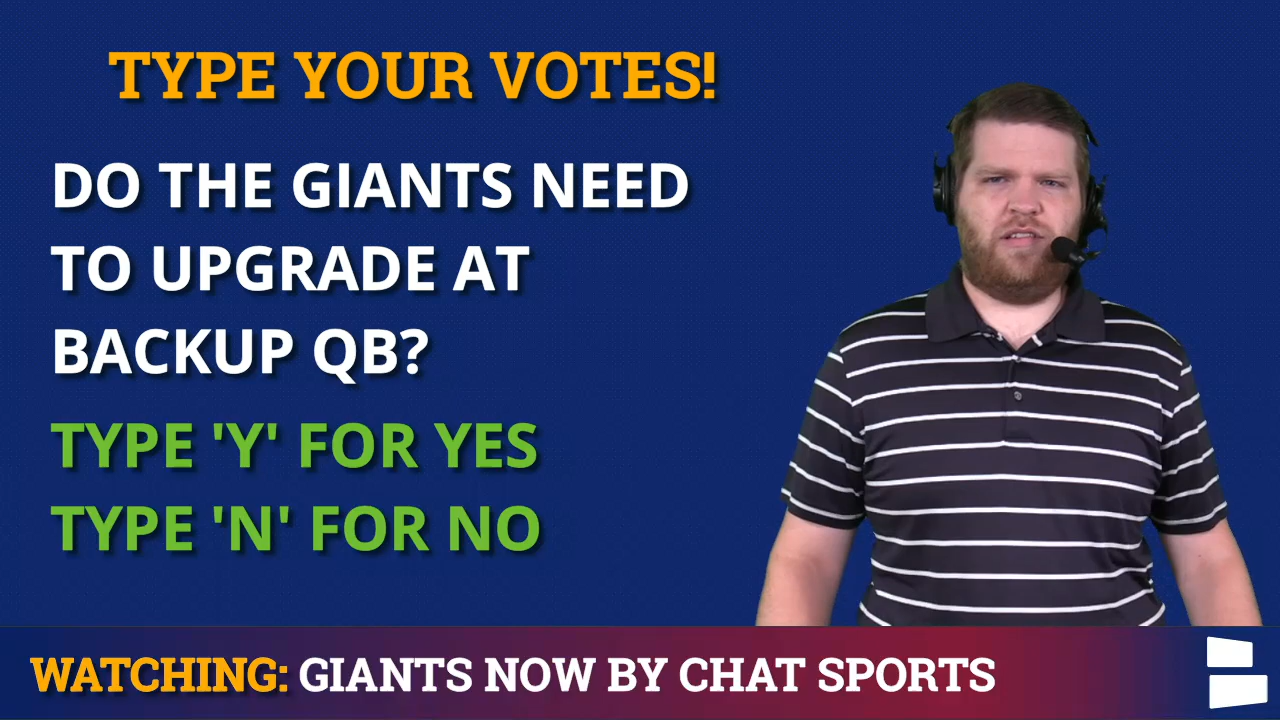 TYPE YOUR VOTES!
DO THE GIANTS NEED
TO UPGRADE AT
BACKUP QB?
TYPE 'Y' FOR YES
TYPE 'N' FOR NO
WATCHING: GIANTS NOW BY CHAT SPORTS